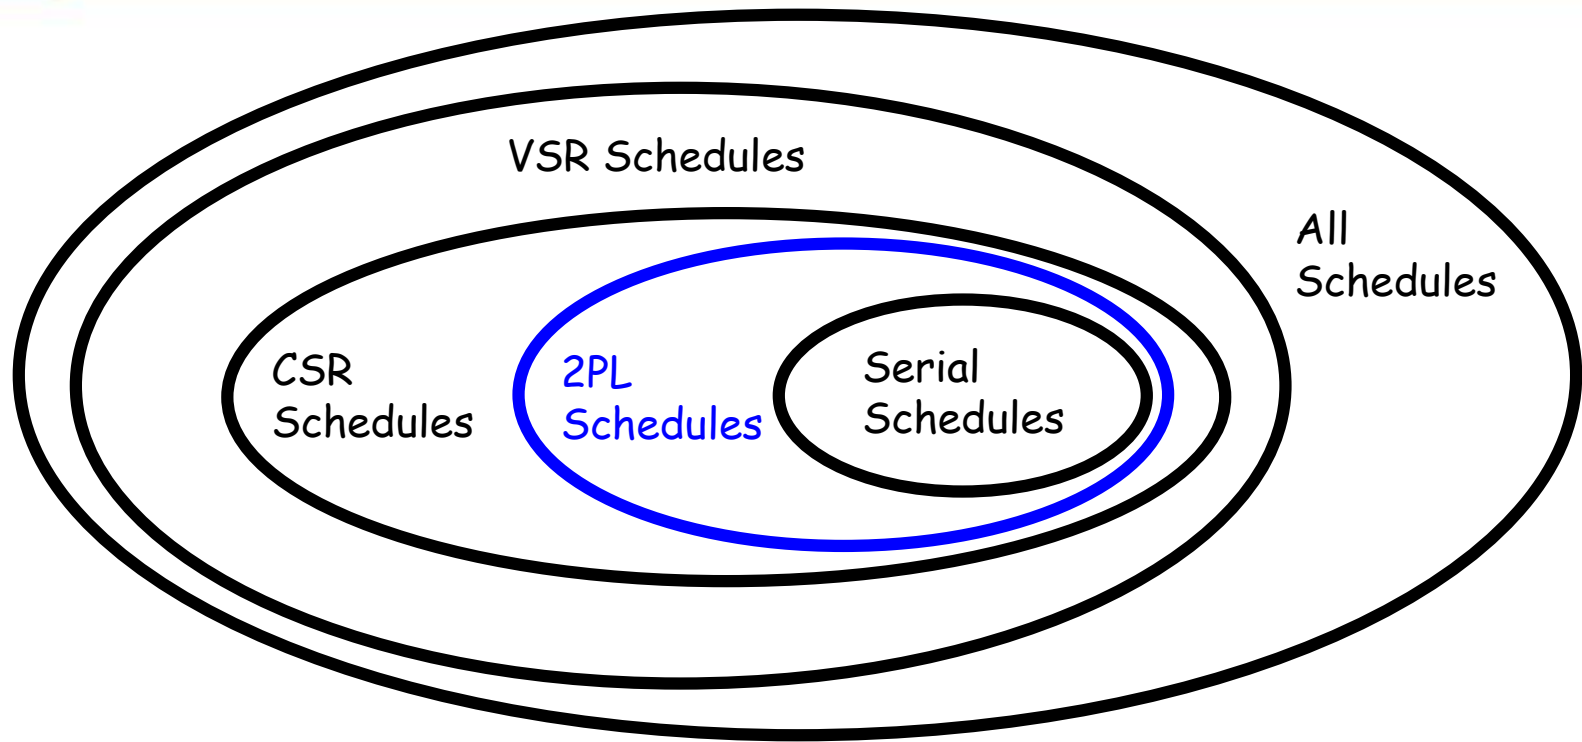 VSR Schedules
All
Schedules
CSR
Schedules
2PL
Schedules
Serial
Schedules